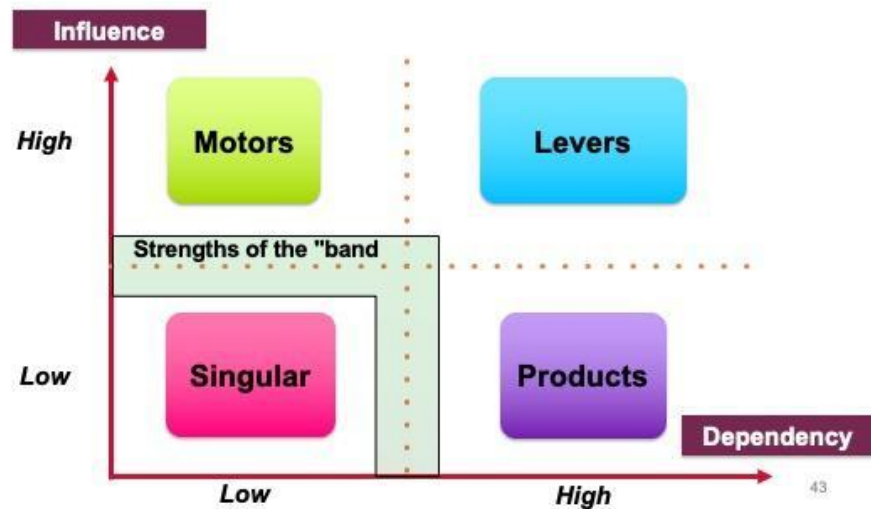 Influence
High
Motors
Levers
Strengths of the "band
Low
Singular
Products
Dependency
Low
High
43